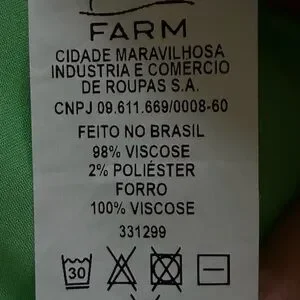 FARM
CIDADE MARAVILHOSA
INDUSTRIA E COMERCIO
DE ROUPAS S.A.
CNPJ 09.611.669/0008-60
FEITO NO BRASIL
98% VISCOSE
2% POLIÉSTER
FORRO
100% VISCOSE
331299
30